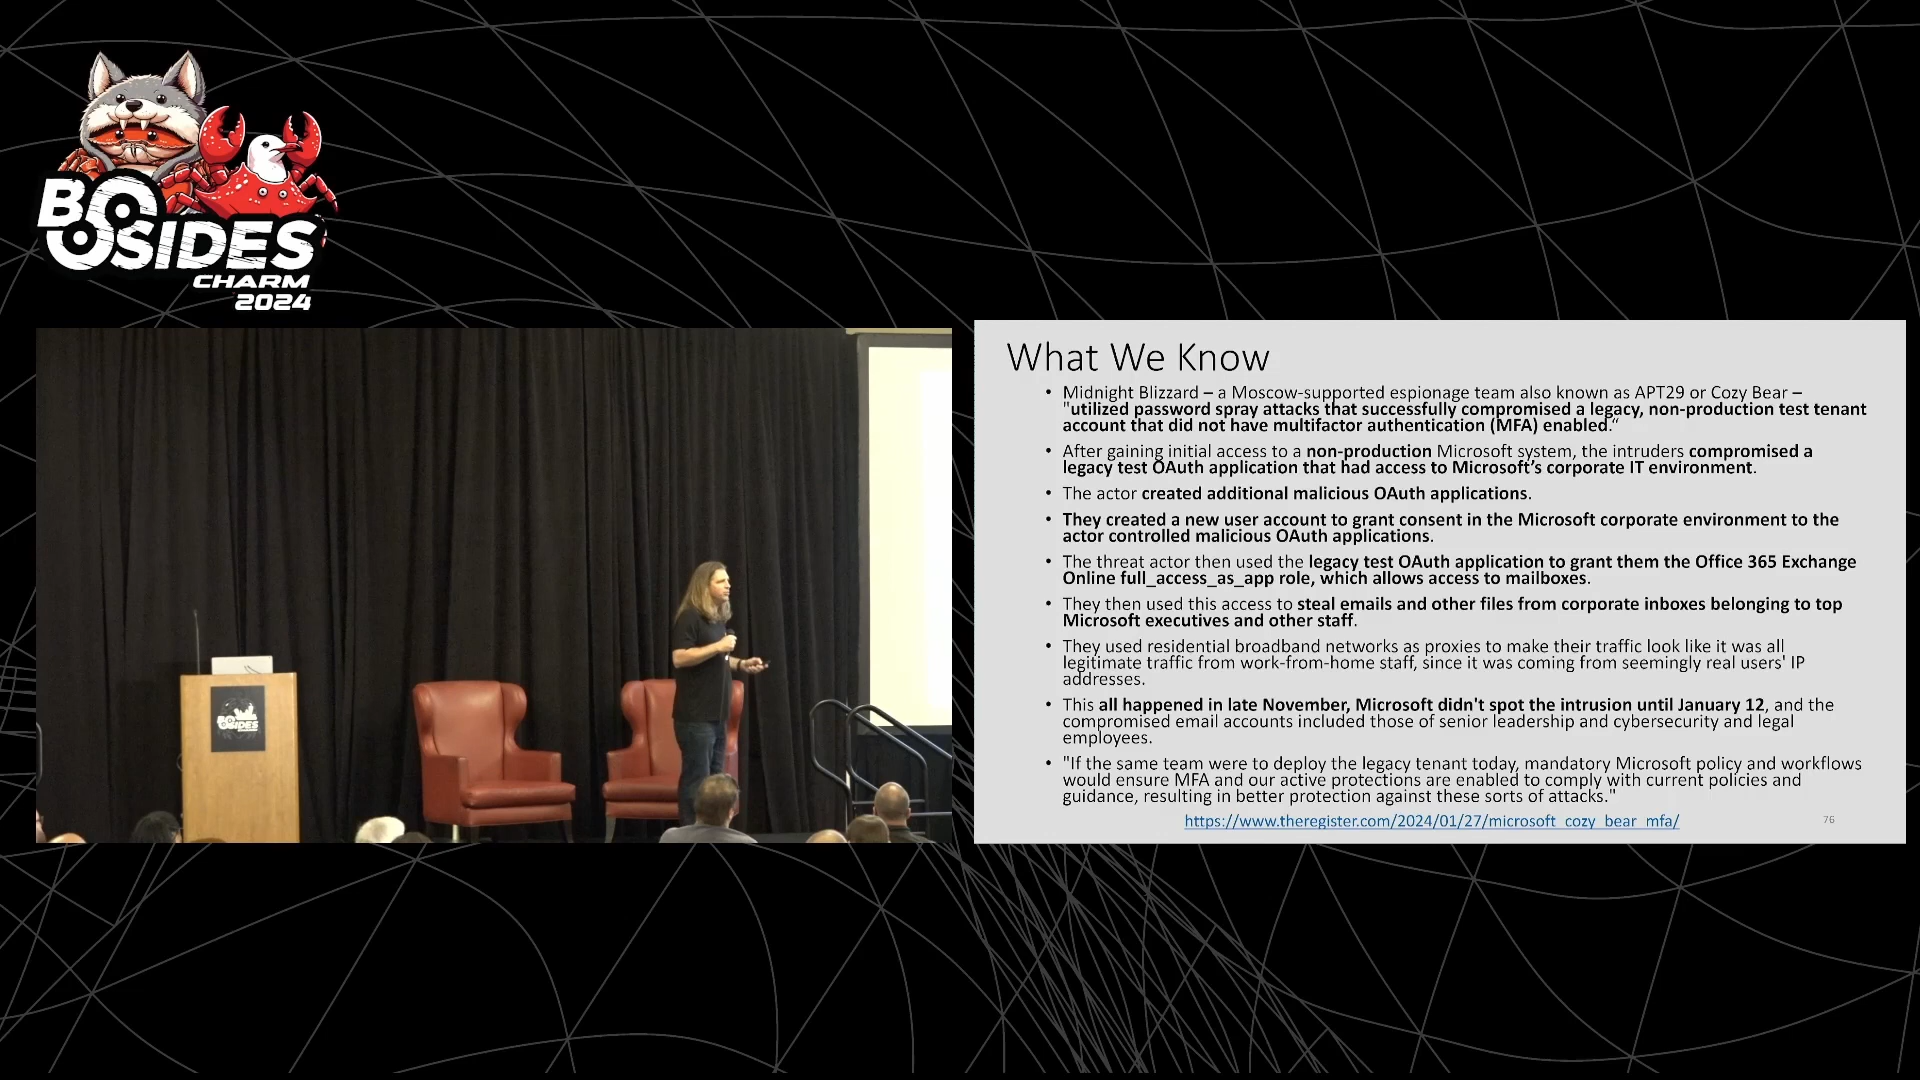 BSIDES
CHARM
2024
BSIDES
What We Know
• Midnight Blizzard – a Moscow-supported espionage team also known as APT29 or Cozy Bear –
"utilized password spray attacks that successfully compromised a legacy, non-production test tenant
account that did not have multifactor authentication (MFA) enabled.“
• After gaining initial access to a non-production Microsoft system, the intruders compromised a
legacy test OAuth application that had access to Microsoft’s corporate IT environment.
• The actor created additional malicious OAuth applications.
• They created a new user account to grant consent in the Microsoft corporate environment to the
actor controlled malicious OAuth applications.
• The threat actor then used the legacy test OAuth application to grant them the Office 365 Exchange
Online full_access_as_app role, which allows access to mailboxes.
• They then used this access to steal emails and other files from corporate inboxes belonging to top
Microsoft executives and other staff.
• They used residential broadband networks as proxies to make their traffic look like it was all
legitimate traffic from work-from-home staff, since it was coming from seemingly real users' IP
addresses.
• This all happened in late November, Microsoft didn't spot the intrusion until January 12, and the
compromised email accounts included those of senior leadership and cybersecurity and legal
employees.
• "If the same team were to deploy the legacy tenant today, mandatory Microsoft policy and workflows
would ensure MFA and our active protections are enabled to comply with current policies and
guidance, resulting in better protection against these sorts of attacks."
https://www.theregister.com/2024/01/27/microsoft_cozy_bear_mfa/
76